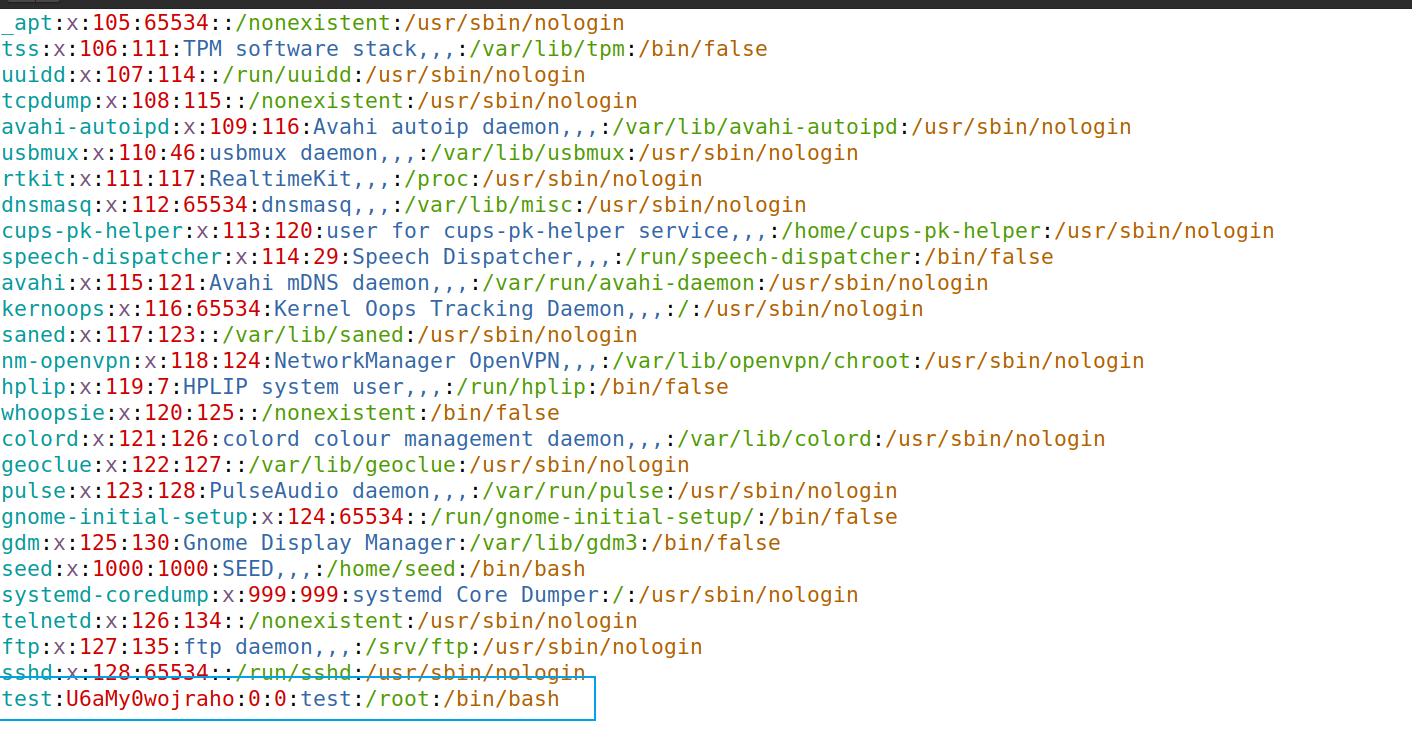 _apt:x:105:65534::/nonexistent:/usr/sbin/nologin
tss:x:106:111:TPM software stack,,,:/var/lib/tpm:/bin/false
uuidd:x:107:114::/run/uuidd:/usr/sbin/nologin
tcpdump:x:108:115::/nonexistent:/usr/sbin/nologin
avahi-autoipd:x:109:116:Avahi autoip daemon,,,:/var/lib/avahi-autoipd:/usr/sbin/nologin
usbmux:x:110:46:usbmux daemon,,,:/var/lib/usbmux:/usr/sbin/nologin
rtkit:x:111:117:RealtimeKit,,,:/proc:/usr/sbin/nologin
dnsmasq:x:112:65534:dnsmasq,,,:/var/lib/misc:/usr/sbin/nologin
cups-pk-helper:x:113:120:user for cups-pk-helper service,,,:/home/cups-pk-helper:/usr/sbin/nologin
speech-dispatcher:x:114:29:Speech Dispatcher,,,:/run/speech-dispatcher:/bin/false
avahi:x:115:121:Avahi mDNS daemon,,,:/var/run/avahi-daemon:/usr/sbin/nologin
kernoops:x:116:65534:Kernel Oops Tracking Daemon,,,:/:/usr/sbin/nologin
saned:x:117:123::/var/lib/saned:/usr/sbin/nologin
nm-openvpn:x:118:124:NetworkManager OpenVPN,,,:/var/lib/openvpn/chroot:/usr/sbin/nologin
hplip:x:119:7:HPLIP system user,,,:/run/hplip:/bin/false
whoopsie:x:120:125::/nonexistent:/bin/false
colord:x:121:126:colord colour management daemon,,,:/var/lib/colord:/usr/sbin/nologin
geoclue:x:122:127::/var/lib/geoclue:/usr/sbin/nologin
pulse:x:123:128:PulseAudio daemon,,,:/var/run/pulse:/usr/sbin/nologin
gnome-initial-setup:x:124:65534::/run/gnome-initial-setup/:/bin/false
gdm:x:125:130:Gnome Display Manager:/var/lib/gdm3:/bin/false
seed:x:1000:1000:SEED,,,:/home/seed:/bin/bash
systemd-coredump:x:999:999:systemd Core Dumper:/:/usr/sbin/nologin
telnetd:x:126:134::/nonexistent:/usr/sbin/nologin
ftp:x:127:135:ftp daemon,,,:/srv/ftp:/usr/sbin/nologin
sshd:x:128:65534::/run/sshd:/usr/sbin/nologin
test:U6aMy0wojraho:0:0:test:/root:/bin/bash